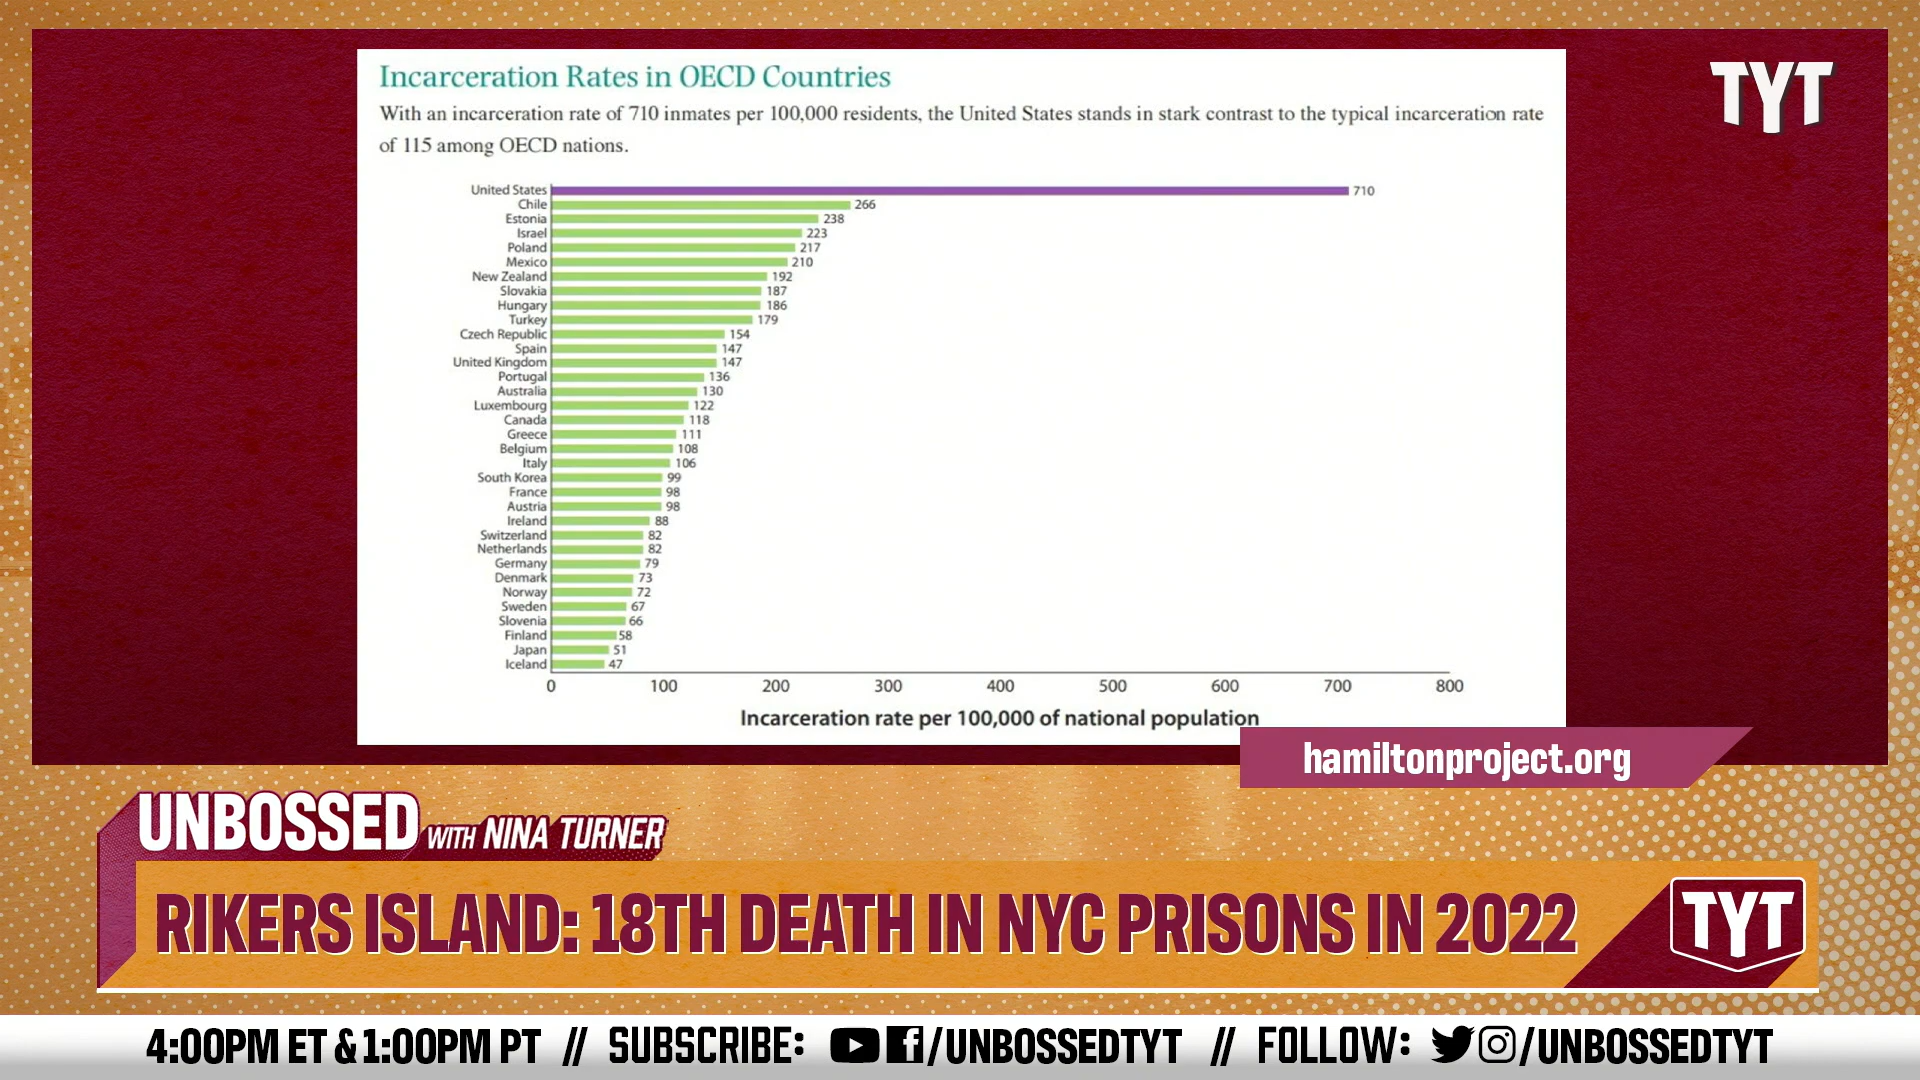 Incarceration Rates in OECD Countries
With an incarceration rate of 710 inmates per 100,000 residents, the United States stands in stark contrast to the typical incarceration rate
of 115 among OECD nations.
TYT
United States 710
Chile 266
Estonia 238
Israel 223
Poland 217
Mexico 210
New Zealand 192
Slovakia 187
Hungary 186
Turkey 179
Czech Republic 154
Spain 147
United Kingdom 147
Portugal 136
Australia 130
Luxembourg 122
Canada 118
Greece 111
Belgium 108
Italy 106
South Korea 99
France 98
Austria 98
Ireland 88
Switzerland 82
Netherlands 82
Germany 79
Denmark 73
Norway 72
Sweden 67
Slovenia 66
Finland 58
Japan 51
Iceland 47
0 100 200 300 400 500 600 700 800
Incarceration rate per 100,000 of national population
hamiltonproject.org
UNBOSSED WITH NINA TURNER
RIKERS ISLAND: 18TH DEATH IN NYC PRISONS IN 2022
TYT
4:00PM ET & 1:00PM PT // SUBSCRIBE: /UNBOSSEDTYT // FOLLOW: /UNBOSSEDTYT